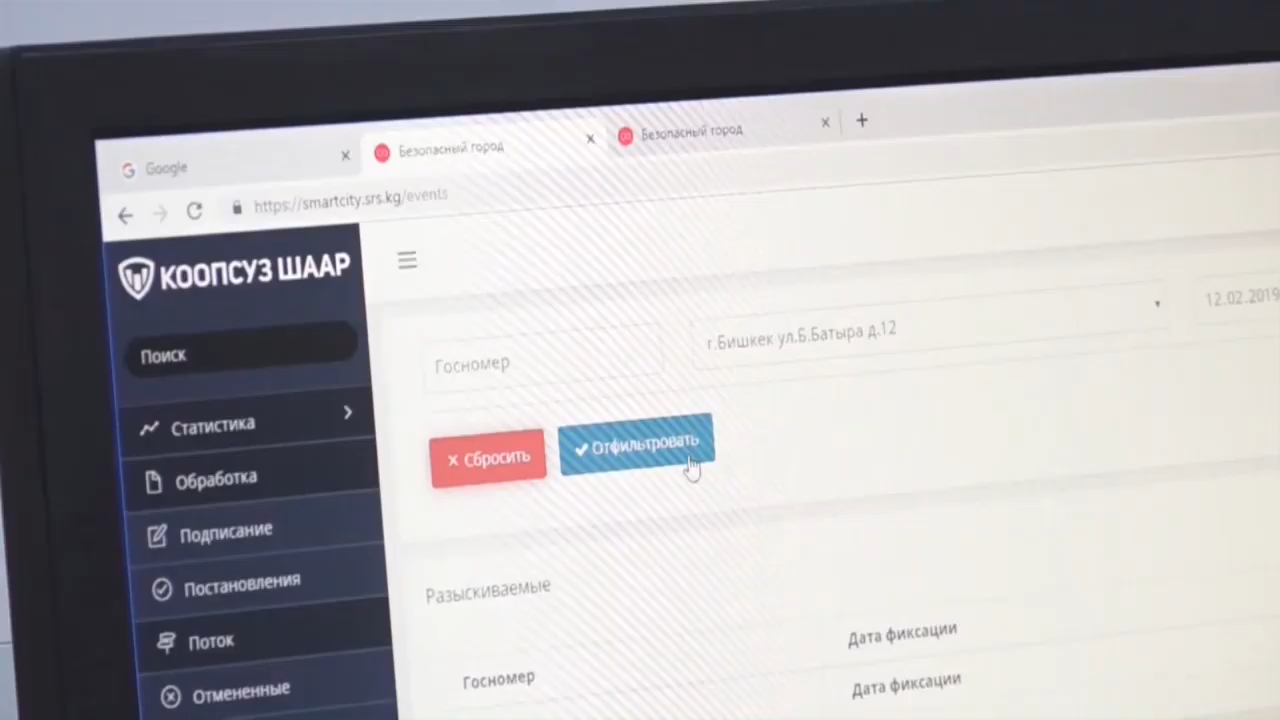 Google
Безопасный город
Безопасный город
https://smartcity.srs.kg/events
КООПСУЗ ШААР
Поиск
Госномер
г.Бишкек ул.Б.Батыра д.12
12.02.2019
Сбросить
Отфильтровать
Статистика
Обработка
Подписание
Постановления
Поток
Отмененные
Разыскиваемые
Дата фиксации
Госномер
Дата фиксации